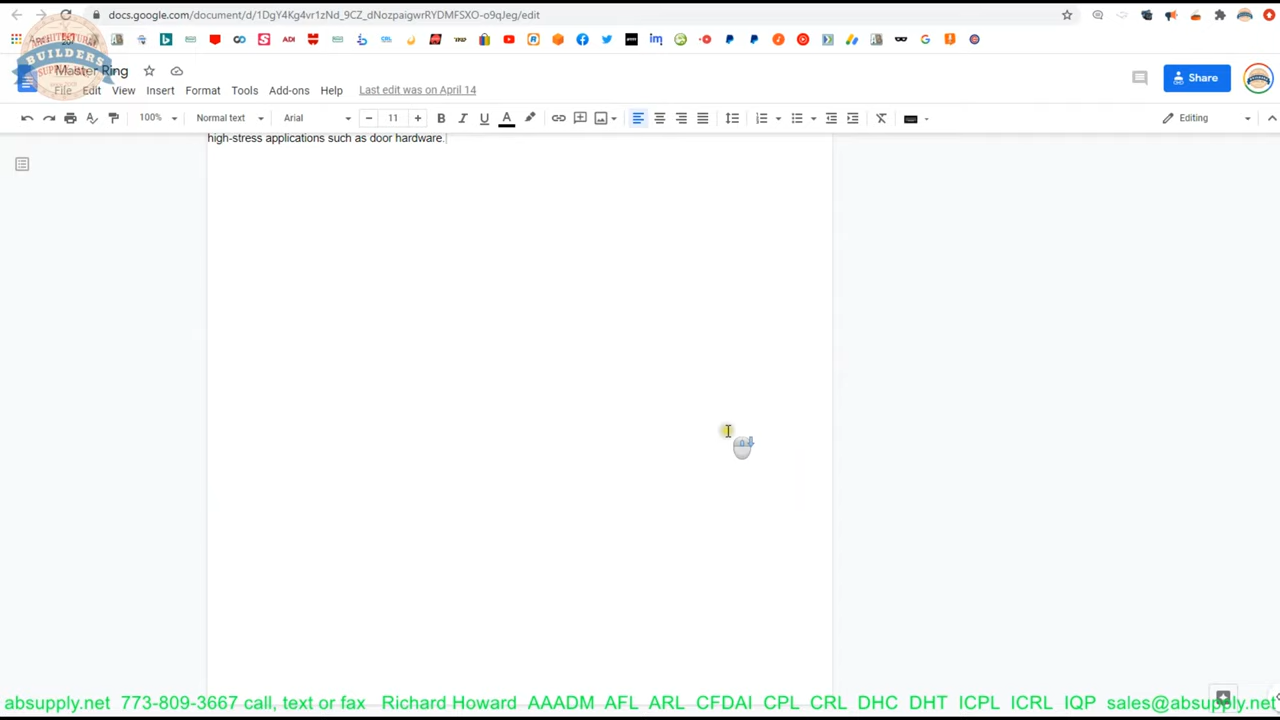 docs.google.com/document/d/1DgY4Kg4vr1zNd_9CZ_dNozpaigwrRYDMFSXO-o9qJeg/edit
ARCHITECTURAL
BUILDERS
Master Ring
File Edit View Insert Format Tools Add-ons Help Last edit was on April 14
Share
100% Normal text Arial 11 B I U A Editing
high-stress applications such as door hardware.
absupply.net 773-809-3667 call, text or fax Richard Howard AAADM AFL ARL CFDAI CPL CRL DHC DHT ICPL ICRL IQP sales@absupply.net